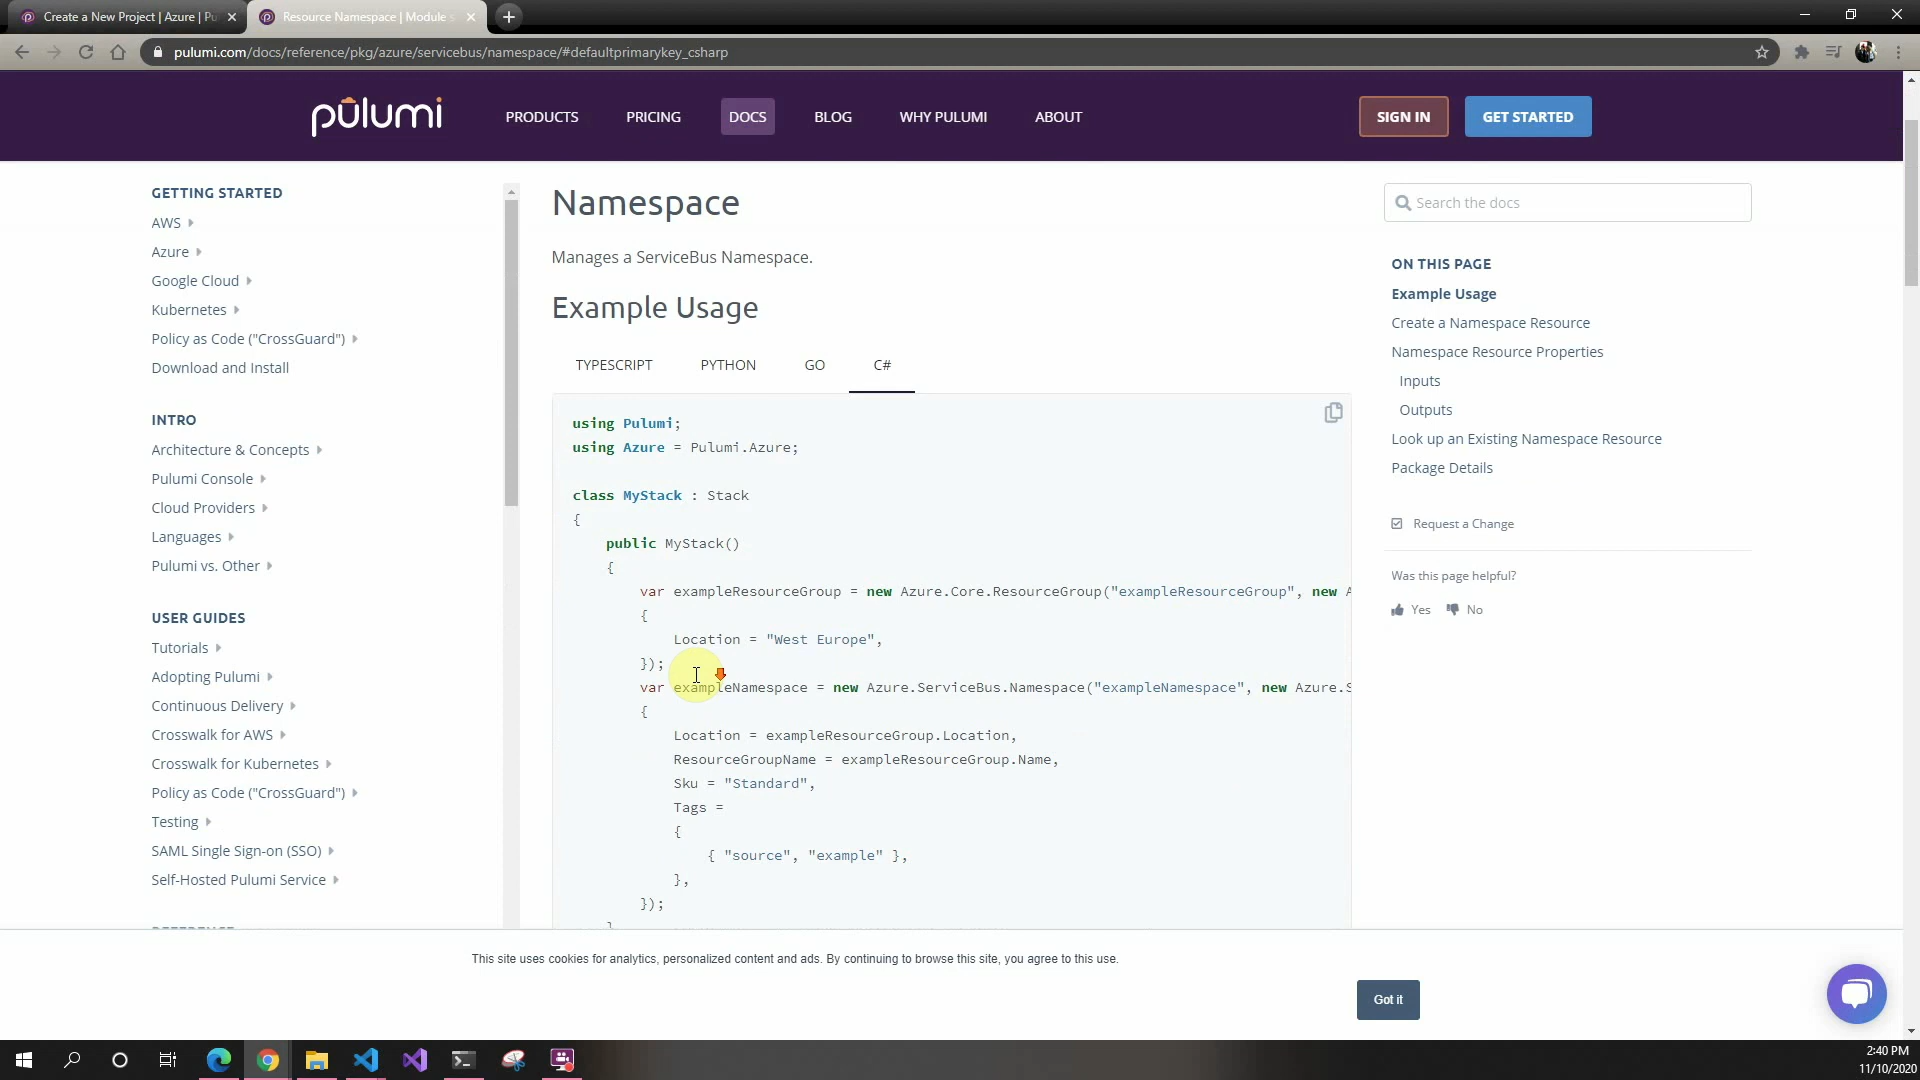 Create a New Project | Azure | Pu
Resource Namespace | Module s
pulumi.com/docs/reference/pkg/azure/servicebus/namespace/#defaultprimarykey_csharp
pulumi
PRODUCTS
PRICING
DOCS
BLOG
WHY PULUMI
ABOUT
SIGN IN
GET STARTED
GETTING STARTED
AWS
Azure
Google Cloud
Kubernetes
Policy as Code ("CrossGuard")
Download and Install
INTRO
Architecture & Concepts
Pulumi Console
Cloud Providers
Languages
Pulumi vs. Other
USER GUIDES
Tutorials
Adopting Pulumi
Continuous Delivery
Crosswalk for AWS
Crosswalk for Kubernetes
Policy as Code ("CrossGuard")
Testing
SAML Single Sign-on (SSO)
Self-Hosted Pulumi Service
Namespace
Manages a ServiceBus Namespace.
Example Usage
TYPESCRIPT
PYTHON
GO
C#
using Pulumi;
using Azure = Pulumi.Azure;
class MyStack : Stack
{
public MyStack()
{
var exampleResourceGroup = new Azure.Core.ResourceGroup("exampleResourceGroup", new A
{
Location = "West Europe",
});
var exampleNamespace = new Azure.ServiceBus.Namespace("exampleNamespace", new Azure.S
{
Location = exampleResourceGroup.Location,
ResourceGroupName = exampleResourceGroup.Name,
Sku = "Standard",
Tags =
{
{ "source", "example" },
},
});
Search the docs
ON THIS PAGE
Example Usage
Create a Namespace Resource
Namespace Resource Properties
Inputs
Outputs
Look up an Existing Namespace Resource
Package Details
Request a Change
Was this page helpful?
Yes
No
This site uses cookies for analytics, personalized content and ads. By continuing to browse this site, you agree to this use.
Got it
2:40 PM
11/10/2020